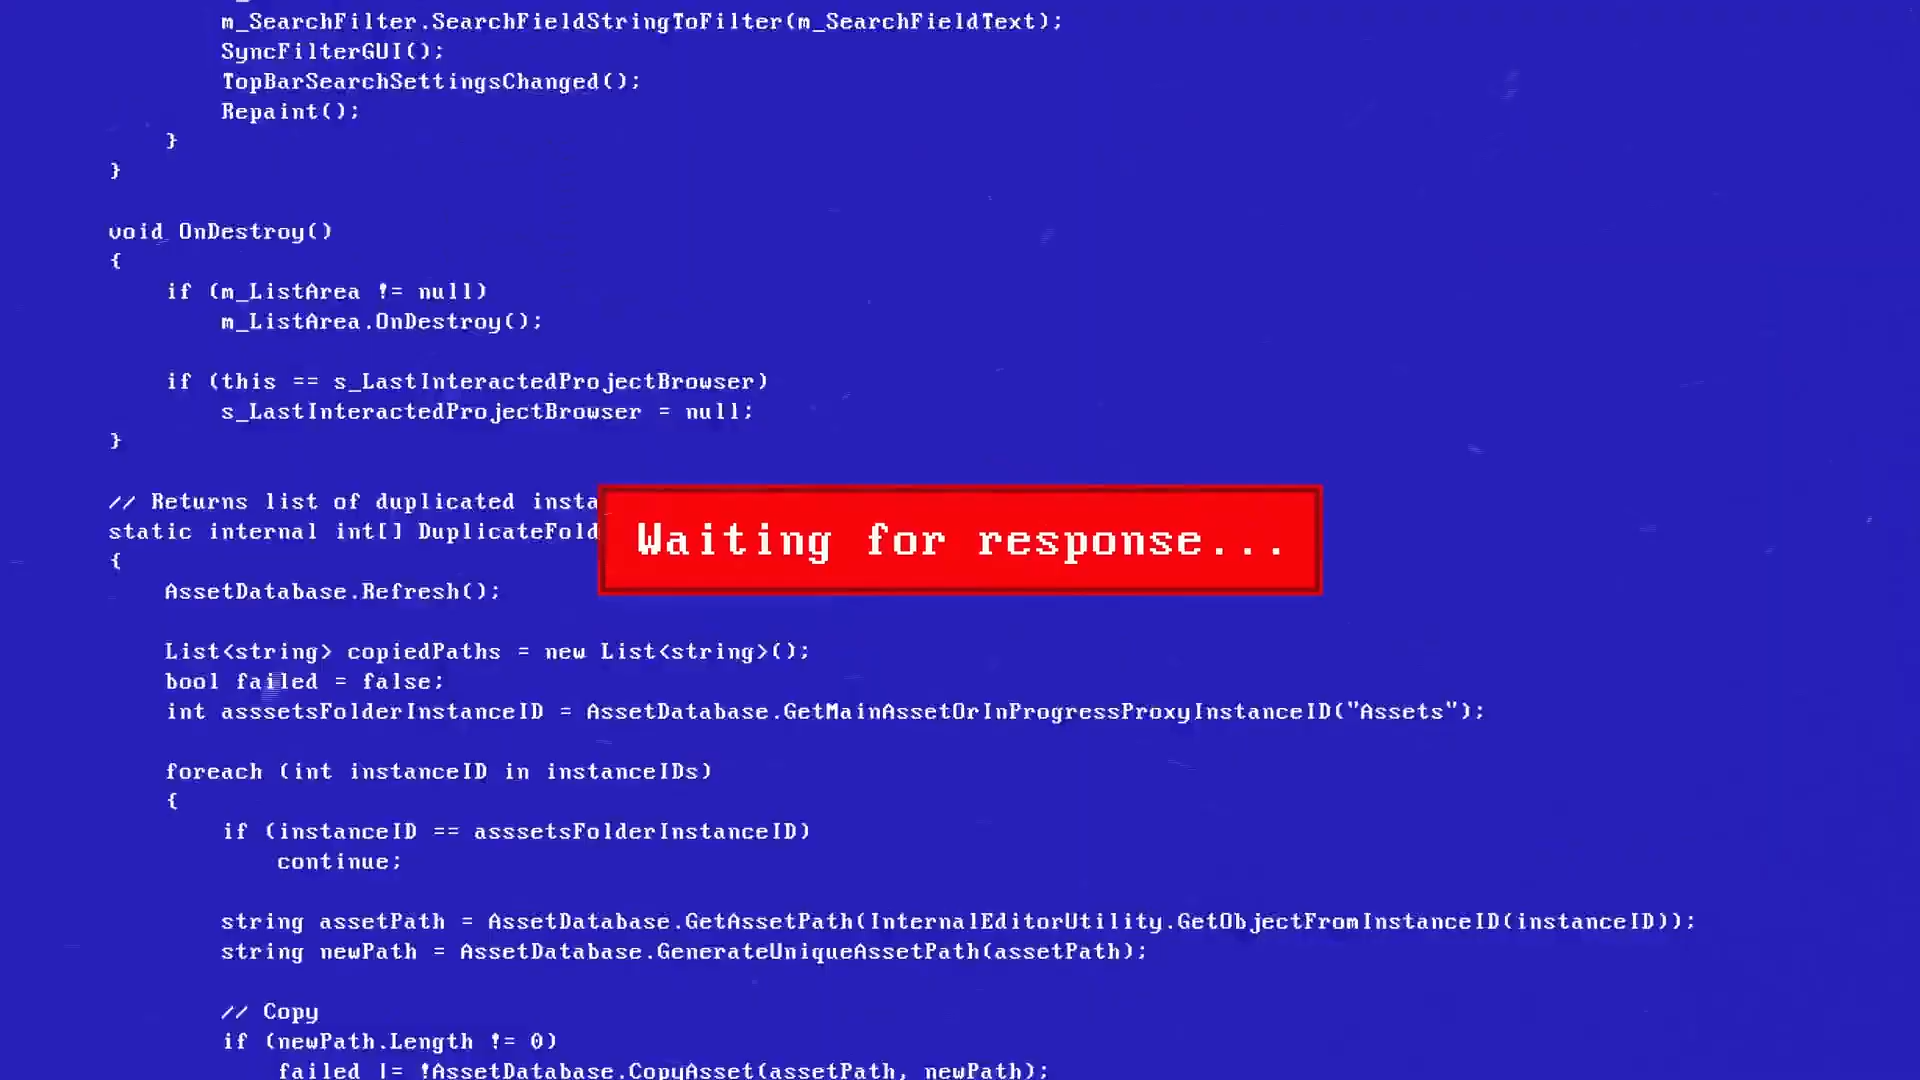 m_SearchFilter.SearchFieldStringToFilter(m_SearchFieldText);
SyncFilterGUI();
TopBarSearchSettingsChanged();
Repaint();
}
}
void OnDestroy()
{
if (m_ListArea != null)
m_ListArea.OnDestroy();
if (this == s_LastInteractedProjectBrowser)
s_LastInteractedProjectBrowser = null;
}
// Returns list of duplicated insta
static internal int[] DuplicateFold
Waiting for response...
{
AssetDatabase.Refresh();
List<string> copiedPaths = new List<string>();
bool failed = false;
int asssetsFolderInstanceID = AssetDatabase.GetMainAssetOrInProgressProxyInstanceID("Assets");
foreach (int instanceID in instanceIDs)
{
if (instanceID == asssetsFolderInstanceID)
continue;
string assetPath = AssetDatabase.GetAssetPath(InternalEditorUtility.GetObjectFromInstanceID(instanceID));
string newPath = AssetDatabase.GenerateUniqueAssetPath(assetPath);
// Copy
if (newPath.Length != 0)
failed |= !AssetDatabase.CopyAsset(assetPath, newPath);